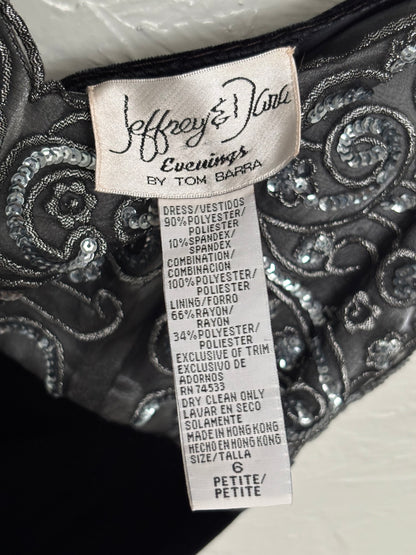 Jeffrey & Dara
Evenings
BY TOM BARRA
DRESS/VESTIDOS
90% POLYESTER/
POLIESTER
10% SPANDEX/
SPANDEX
COMBINATION/
COMBINACION
100% POLYESTER/
POLIESTER
LINING/FORRO
66% RAYON/
RAYON
34% POLYESTER/
POLIESTER
EXCLUSIVE OF TRIM
EXCLUSIVO DE
ADORNOS
RN 74533
DRY CLEAN ONLY
LAVAR EN SECO
SOLAMENTE
MADE IN HONG KONG
HECHO EN HONG KONG
SIZE/TALLA
6
PETITE/
PETITE